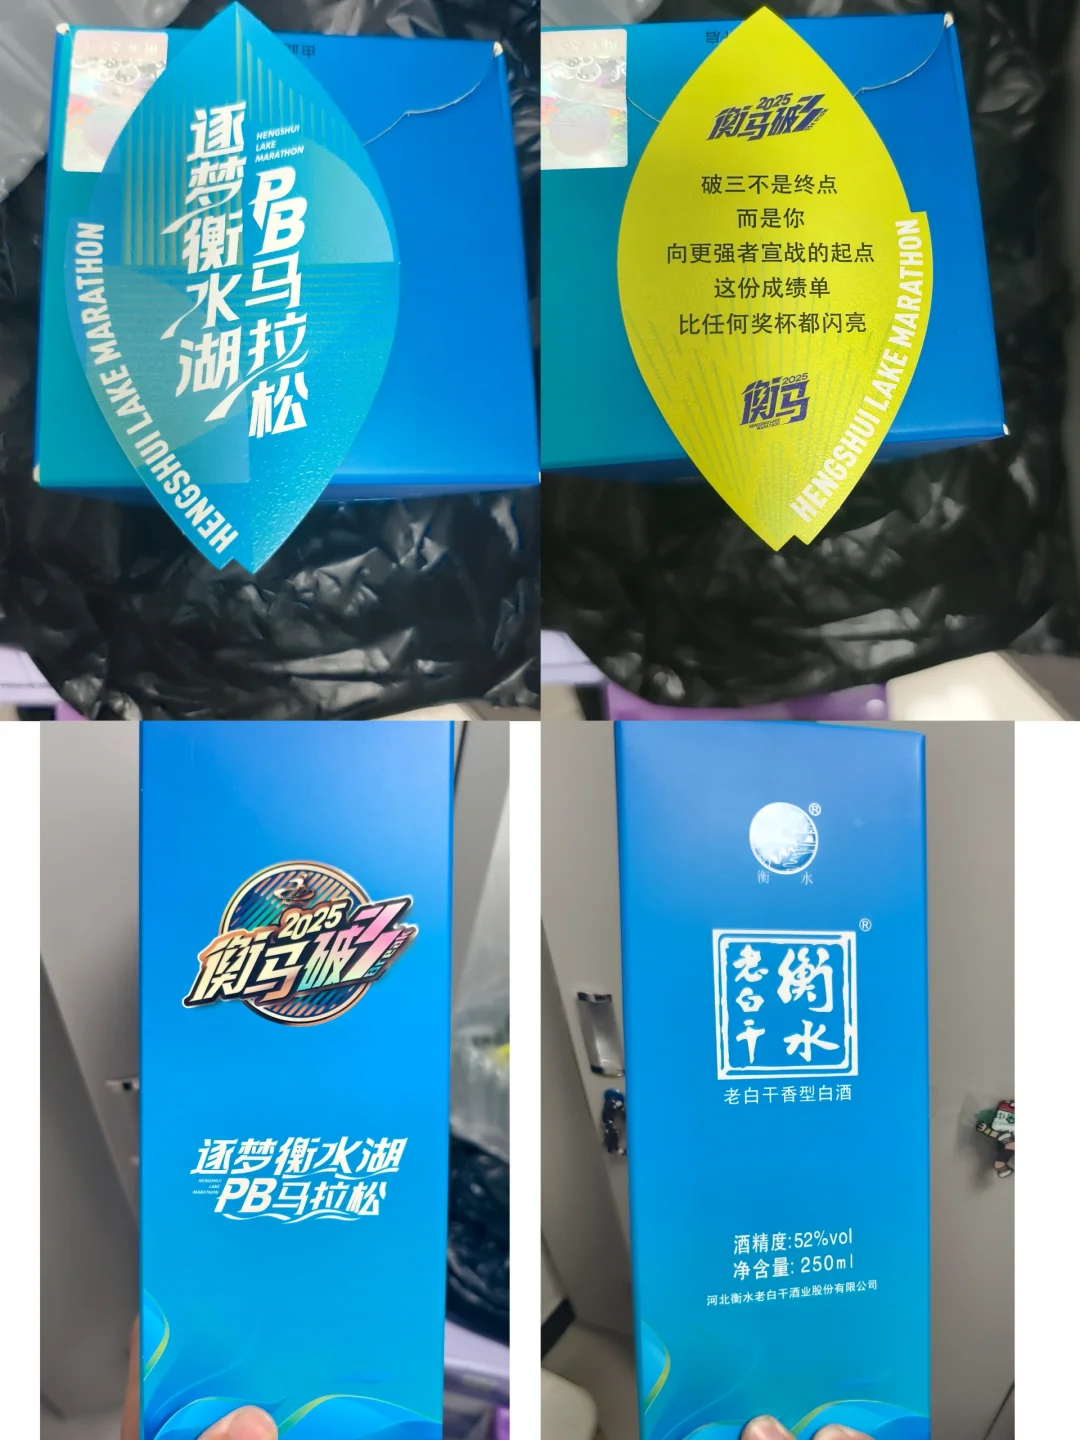 逐梦衡水湖
HENGSHUI
LAKE
MARATHON
PB马拉松
HENGSHUI LAKE MARATHON
2025
衡马破3
破三不是终点
而是你
向更强者宣战的起点
这份成绩单
比任何奖杯都闪亮
2025
衡马
HENGSHUI LAKE MARATHON
2025
衡马破3
Break
逐梦衡水湖
HENGSHUI
LAKE
MARATHON
PB马拉松
®
衡水
®
衡水
老白干
老白干香型白酒
酒精度:52%vol
净含量: 250ml
河北衡水老白干酒业股份有限公司